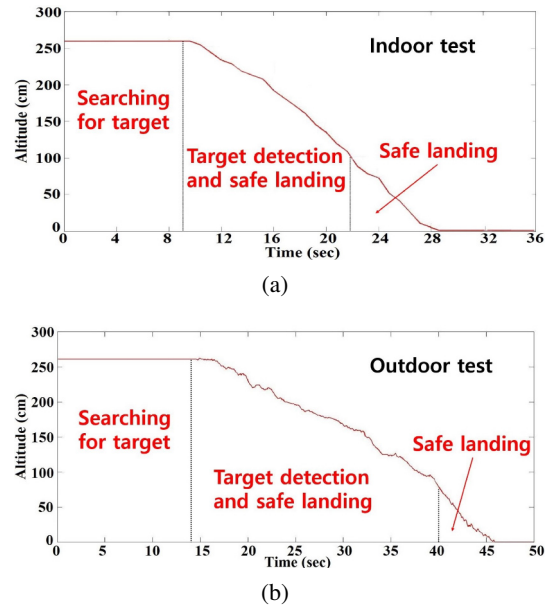 300
250
200
150
100
50
0
Altitude (cm)
Indoor test
Searching
for target
Target detection
and safe landing
Safe landing
0 4 8 12 16 20 24 28 32 36
Time (sec)
(a)
300
250
200
150
100
50
0
Altitude (cm)
Outdoor test
Searching
for target
Target detection
and safe landing
Safe landing
0 5 10 15 20 25 30 35 40 45 50
Time (sec)
(b)